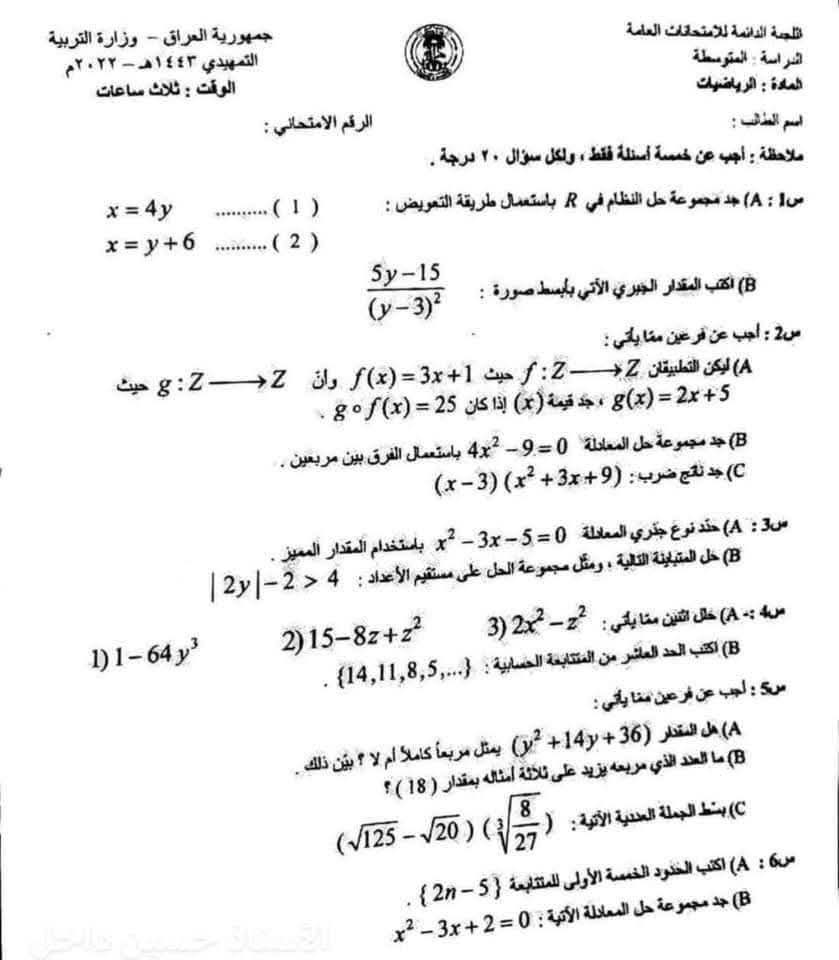 جمهورية العراق - وزارة التربية
التمهيدي ١٤٤٣هـ - ٢٠٢٢م
الوقت : ثلاث ساعات
اللجنة الدائمة للامتحانات العامة
الدراسة : المتوسطة
المادة : الرياضيات
اسم الطالب : الرقم الامتحاني :
ملاحظة : أجب عن خمسة أسئلة فقط ، ولكل سؤال ٢٠ درجة .
س1 : A) جد مجموعة حل النظام في R باستعمال طريقة التعويض :
x = 4y .......... ( 1 )
x = y + 6 .......... ( 2 )
B) اكتب المقدار الجبري الآتي بأبسط صورة : (5y − 15)/(y − 3)²
س2 : أجب عن فرعين مما يأتي :
A) ليكن التطبيقان f : Z ⟶ Z حيث f(x) = 3x + 1 وأن g : Z ⟶ Z حيث
g(x) = 2x + 5 ، جد قيمة (x) إذا كان g ∘ f(x) = 25 .
B) جد مجموعة حل المعادلة 4x² − 9 = 0 باستعمال الفرق بين مربعين .
C) جد ناتج ضرب : (x − 3) (x² + 3x + 9)
س3 : A) حدد نوع جذري المعادلة x² − 3x − 5 = 0 باستخدام المقدار المميز .
B) حل المتباينة التالية ، ومثل مجموعة الحل على مستقيم الأعداد : | 2y | − 2 > 4
س4 :- A) حلل اثنين مما يأتي : 3) 2x² − z² 2) 15 − 8z + z² 1) 1 − 64y³
B) اكتب الحد العاشر من المتتابعة الحسابية : {14, 11, 8, 5, ...} .
س5 : أجب عن فرعين مما يأتي :
A) هل المقدار (y² + 14y + 36) يمثل مربعاً كاملاً أم لا ؟ بيّن ذلك .
B) ما العدد الذي مربعه يزيد على ثلاثة أمثاله بمقدار ( 18 ) ؟
C) بسّط الجملة العددية الآتية : (√125 − √20) (∛(8/27))
س6 : A) اكتب الحدود الخمسة الأولى للمتتابعة {2n − 5} .
B) جد مجموعة حل المعادلة الآتية : x² − 3x + 2 = 0
الاستاذ حسين داخل